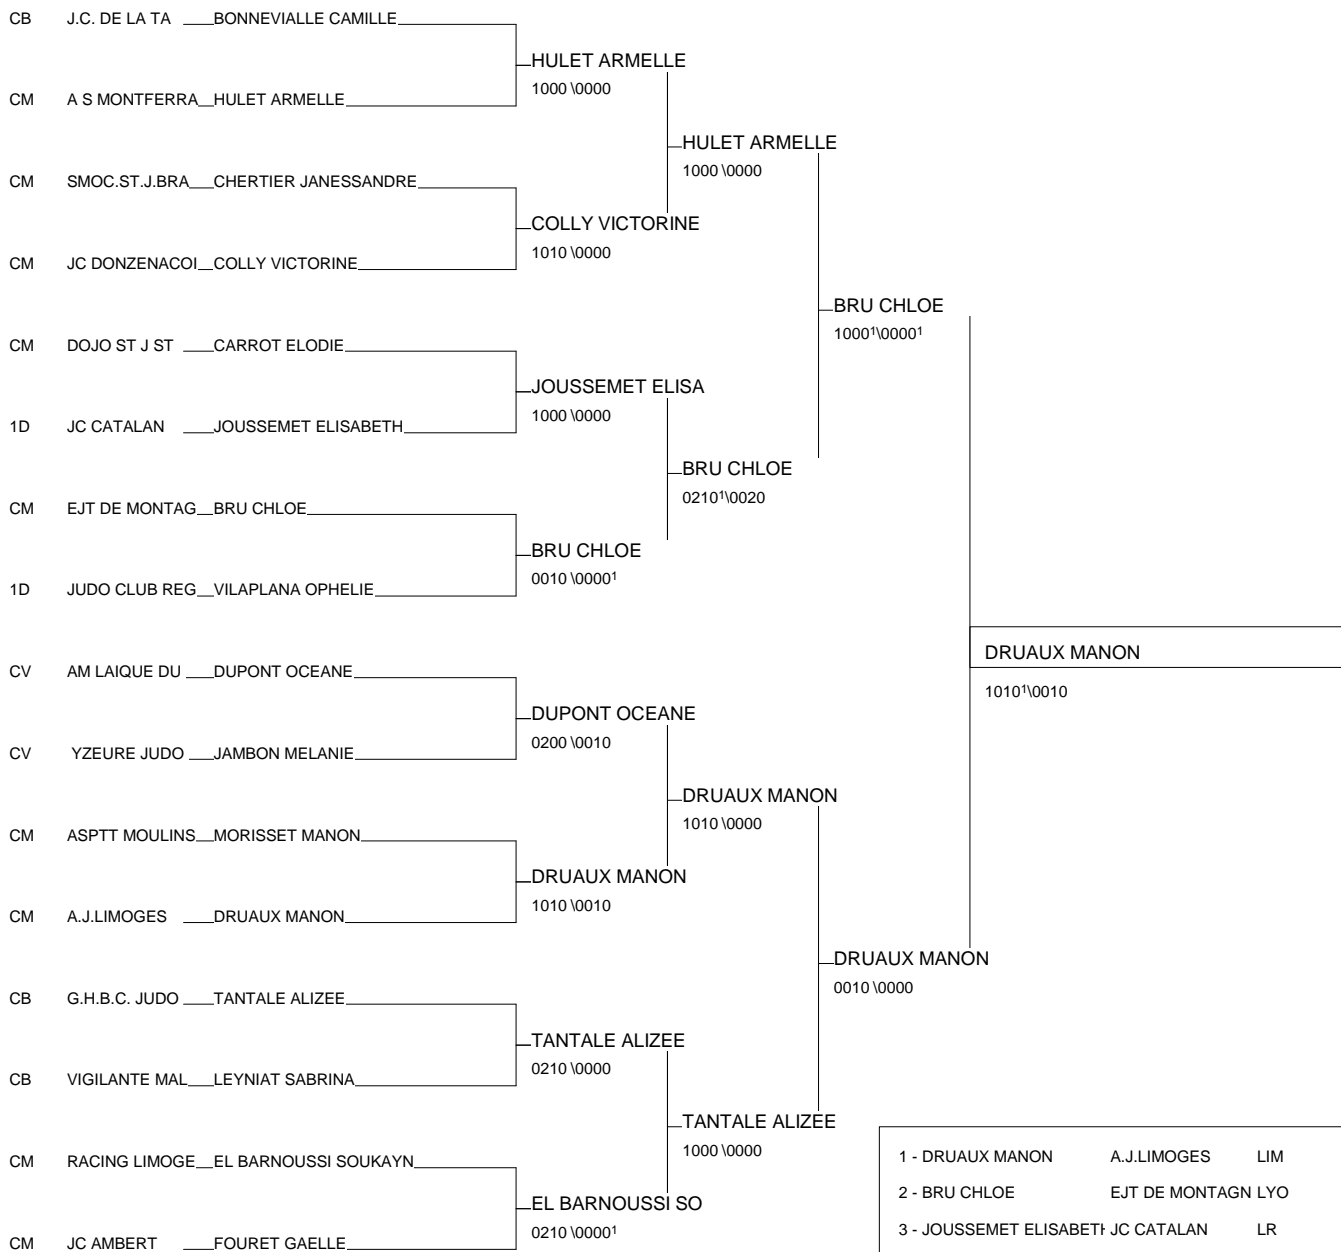 CB J.C. DE LA TA BONNEVIALLE CAMILLE
HULET ARMELLE
1000 \0000
CM A S MONTFERRA HULET ARMELLE
HULET ARMELLE
1000 \0000
CM SMOC.ST.J.BRA CHERTIER JANESSANDRE
COLLY VICTORINE
1010 \0000
CM JC DONZENACOI COLLY VICTORINE
BRU CHLOE
1000¹\0000¹
CM DOJO ST J ST CARROT ELODIE
JOUSSEMET ELISA
1000 \0000
1D JC CATALAN JOUSSEMET ELISABETH
BRU CHLOE
0210¹\0020
CM EJT DE MONTAG BRU CHLOE
BRU CHLOE
0010 \0000¹
1D JUDO CLUB REG VILAPLANA OPHELIE
DRUAUX MANON
1010¹\0010
CV AM LAIQUE DU DUPONT OCEANE
DUPONT OCEANE
0200 \0010
CV YZEURE JUDO JAMBON MELANIE
DRUAUX MANON
1010 \0000
CM ASPTT MOULINS MORISSET MANON
DRUAUX MANON
1010 \0010
CM A.J.LIMOGES DRUAUX MANON
DRUAUX MANON
0010 \0000
CB G.H.B.C. JUDO TANTALE ALIZEE
TANTALE ALIZEE
0210 \0000
CB VIGILANTE MAL LEYNIAT SABRINA
TANTALE ALIZEE
1000 \0000
CM RACING LIMOGE EL BARNOUSSI SOUKAYN
EL BARNOUSSI SO
0210 \0000¹
CM JC AMBERT FOURET GAELLE
1 - DRUAUX MANON A.J.LIMOGES LIM
2 - BRU CHLOE EJT DE MONTAGN LYO
3 - JOUSSEMET ELISABETH JC CATALAN LR